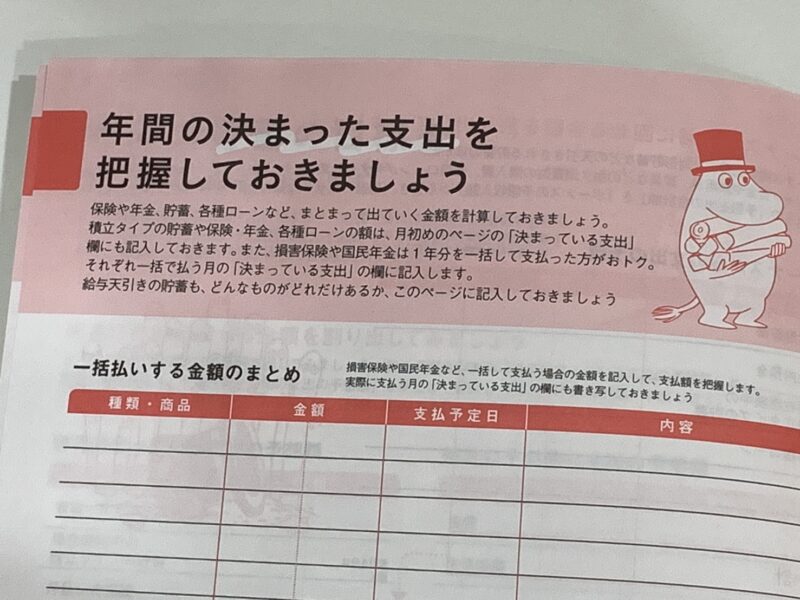 年間の決まった支出を
把握しておきましょう
保険や年金、貯蓄、各種ローンなど、まとまって出ていく金額を計算しておきましょう。
積立タイプの貯蓄や保険・年金、各種ローンの額は、月初めのページの「決まっている支出」
欄にも記入しておきます。また、損害保険や国民年金は1年分を一括して支払った方がおトク。
それぞれ一括で払う月の「決まっている支出」の欄に記入します。
給与天引きの貯蓄も、どんなものがどれだけあるか、このページに記入しておきましょう
一括払いする金額のまとめ
損害保険や国民年金など、一括して支払う場合の金額を記入して、支払額を把握します。
実際に支払う月の「決まっている支出」の欄にも書き写しておきましょう
種類・商品 金額 支払予定日 内容